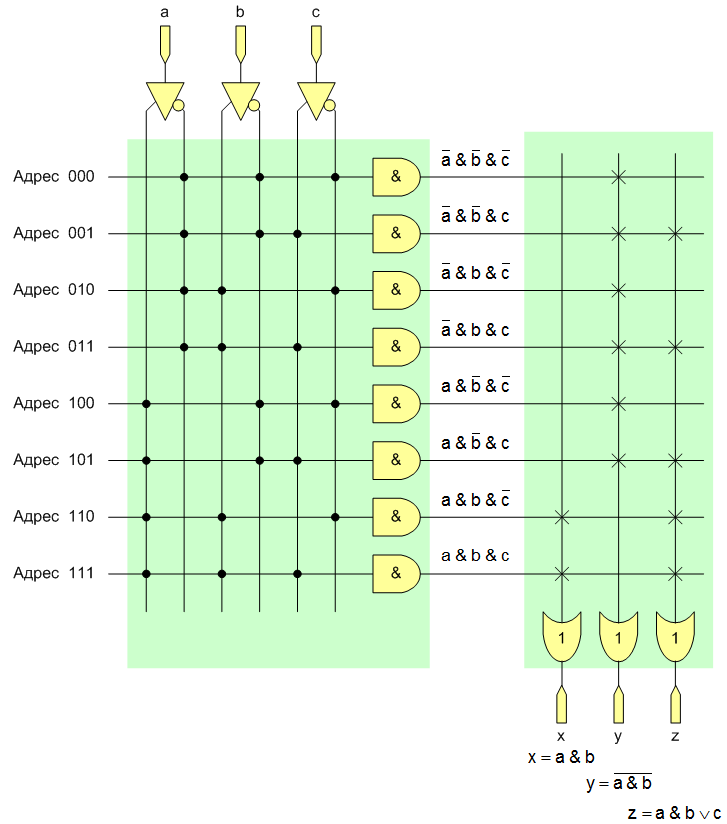 a b c
Адрес 000 & a̅ & b̅ & c̅
Адрес 001 & a̅ & b̅ & c
Адрес 010 & a̅ & b & c̅
Адрес 011 & a̅ & b & c
Адрес 100 & a & b̅ & c̅
Адрес 101 & a & b̅ & c
Адрес 110 & a & b & c̅
Адрес 111 & a & b & c
1 1 1
x y z
x = a & b
y = a̅ ̅&̅ ̅b̅
z = a & b ∨ c